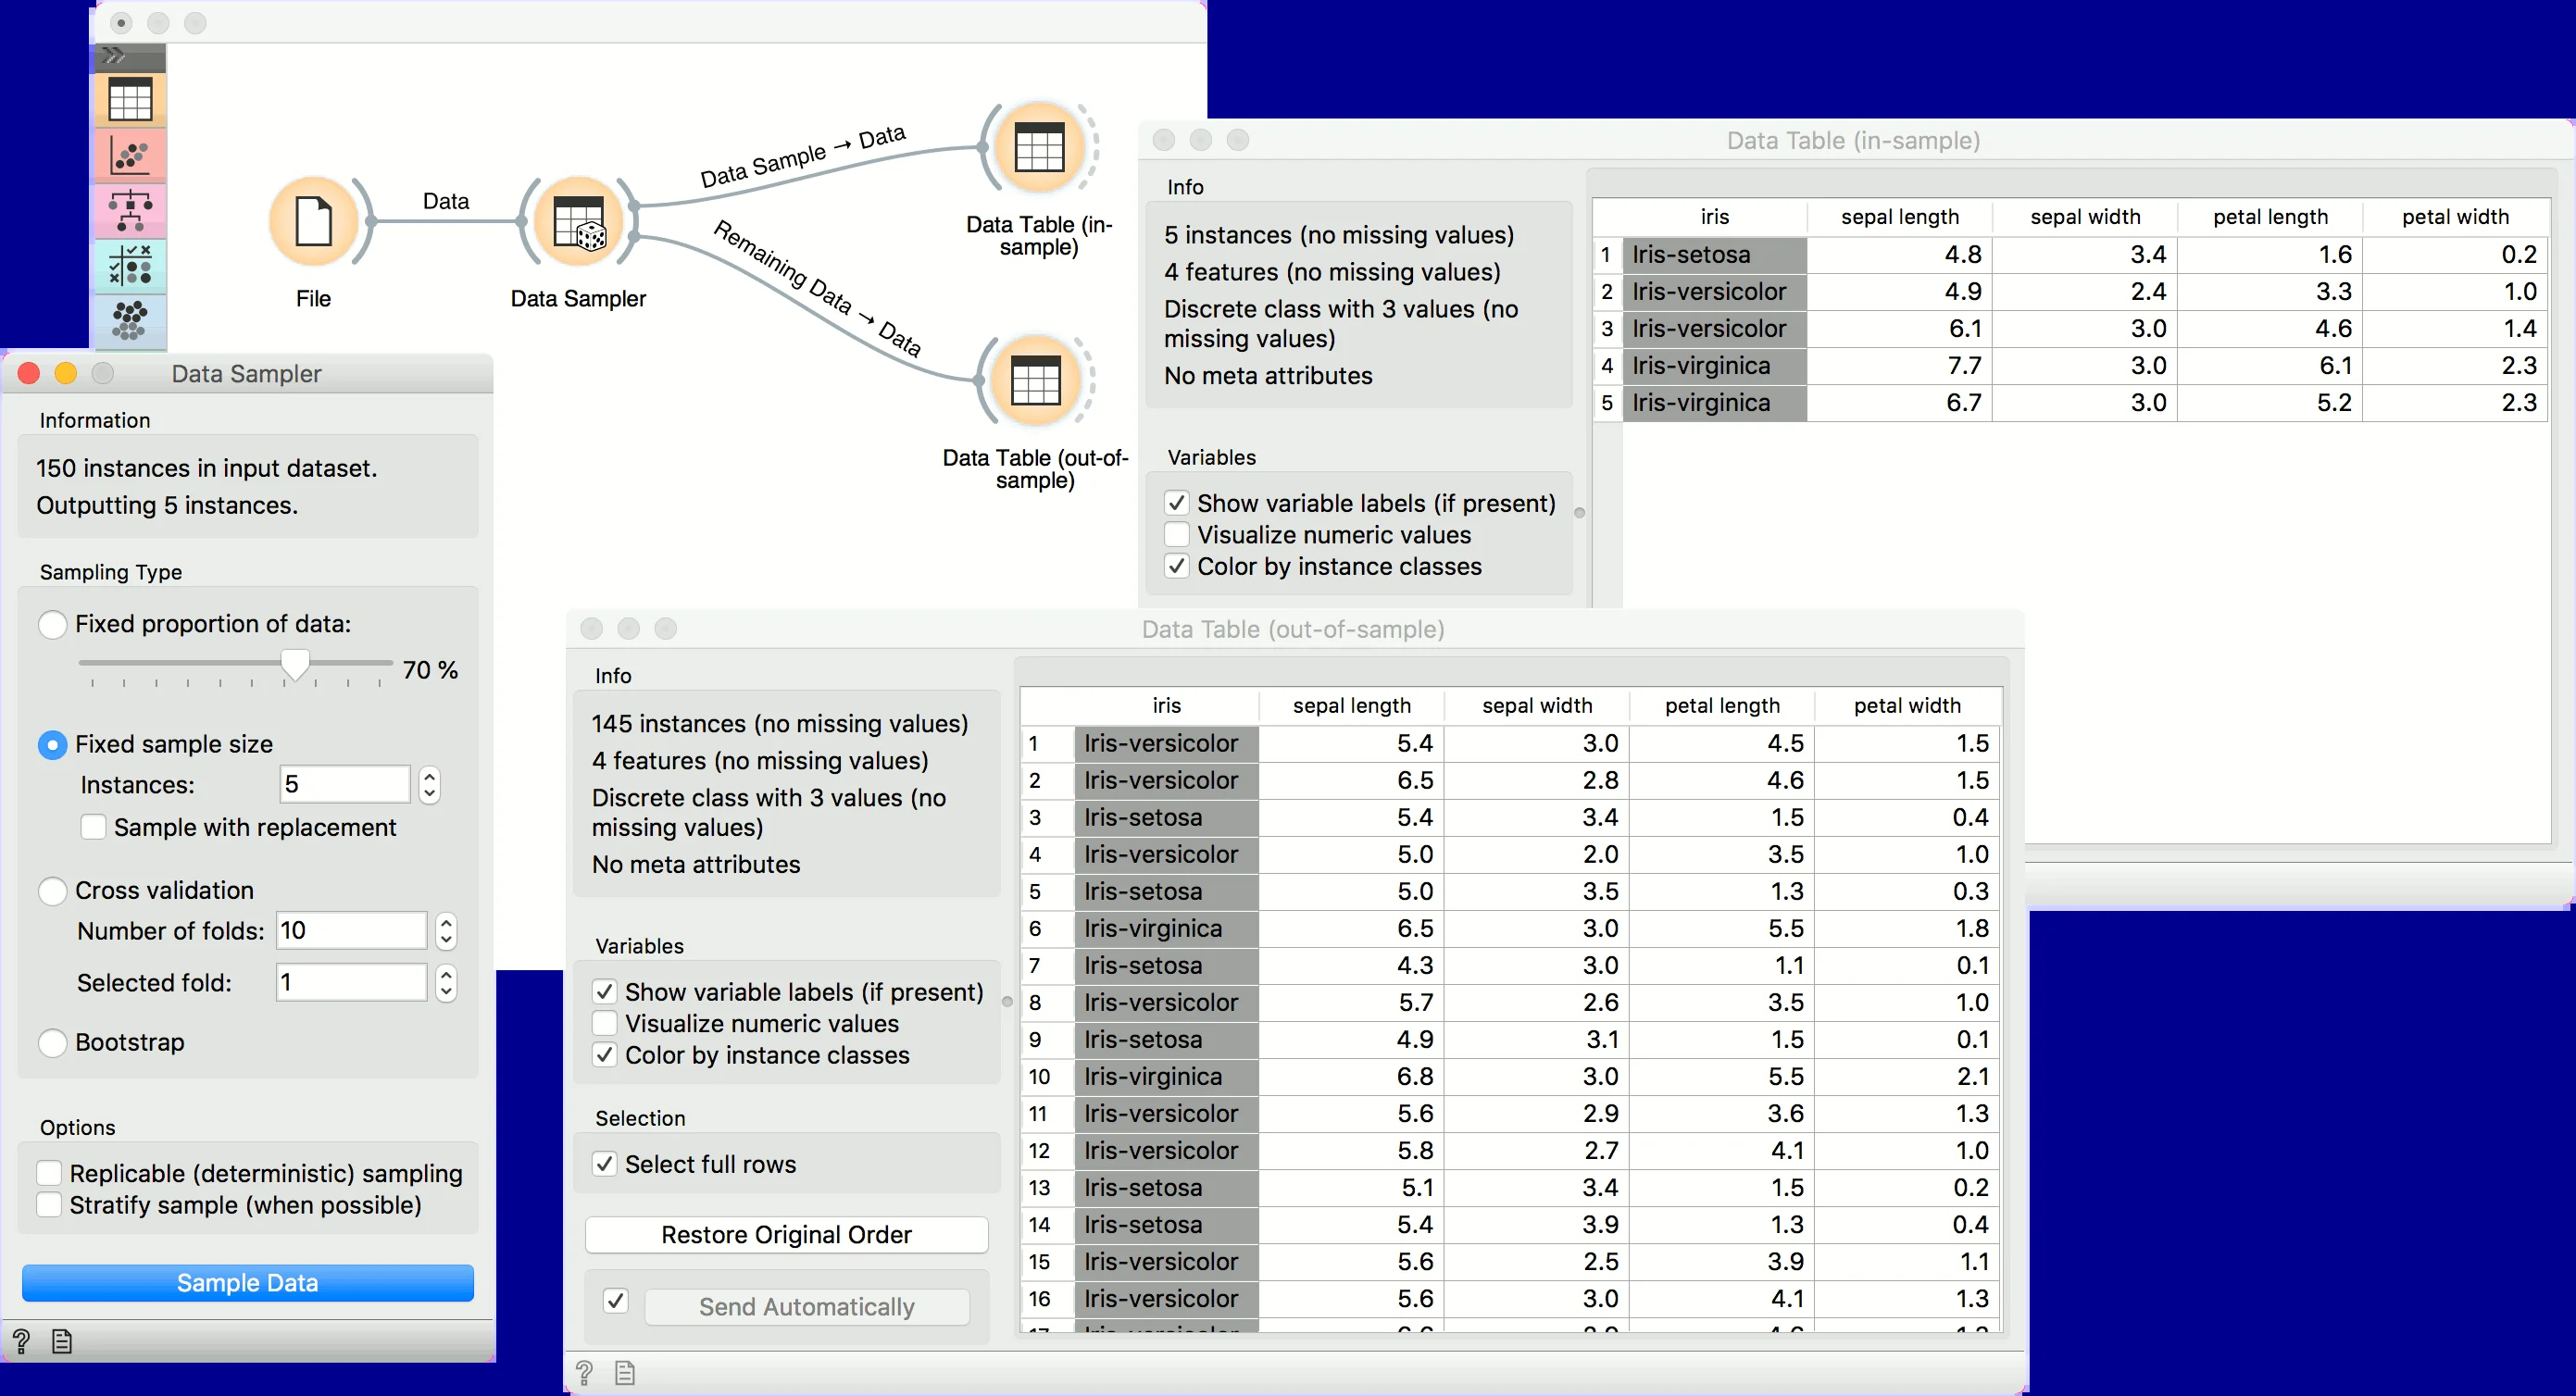 Data
Data Sample → Data
Remaining Data → Data
File
Data Sampler
Data Table (in-
sample)
Data Table (out-of-
sample)
Data Table (in-sample)
Info
5 instances (no missing values)
4 features (no missing values)
Discrete class with 3 values (no
missing values)
No meta attributes
Variables
Show variable labels (if present)
Visualize numeric values
Color by instance classes
iris sepal length sepal width petal length petal width
1 Iris-setosa 4.8 3.4 1.6 0.2
2 Iris-versicolor 4.9 2.4 3.3 1.0
3 Iris-versicolor 6.1 3.0 4.6 1.4
4 Iris-virginica 7.7 3.0 6.1 2.3
5 Iris-virginica 6.7 3.0 5.2 2.3
Data Sampler
Information
150 instances in input dataset.
Outputting 5 instances.
Sampling Type
Fixed proportion of data:
70 %
Fixed sample size
Instances: 5
Sample with replacement
Cross validation
Number of folds: 10
Selected fold: 1
Bootstrap
Options
Replicable (deterministic) sampling
Stratify sample (when possible)
Sample Data
?
Data Table (out-of-sample)
Info
145 instances (no missing values)
4 features (no missing values)
Discrete class with 3 values (no
missing values)
No meta attributes
Variables
Show variable labels (if present)
Visualize numeric values
Color by instance classes
Selection
Select full rows
Restore Original Order
Send Automatically
?
iris sepal length sepal width petal length petal width
1 Iris-versicolor 5.4 3.0 4.5 1.5
2 Iris-versicolor 6.5 2.8 4.6 1.5
3 Iris-setosa 5.4 3.4 1.5 0.4
4 Iris-versicolor 5.0 2.0 3.5 1.0
5 Iris-setosa 5.0 3.5 1.3 0.3
6 Iris-virginica 6.5 3.0 5.5 1.8
7 Iris-setosa 4.3 3.0 1.1 0.1
8 Iris-versicolor 5.7 2.6 3.5 1.0
9 Iris-setosa 4.9 3.1 1.5 0.1
10 Iris-virginica 6.8 3.0 5.5 2.1
11 Iris-versicolor 5.6 2.9 3.6 1.3
12 Iris-versicolor 5.8 2.7 4.1 1.0
13 Iris-setosa 5.1 3.4 1.5 0.2
14 Iris-setosa 5.4 3.9 1.3 0.4
15 Iris-versicolor 5.6 2.5 3.9 1.1
16 Iris-versicolor 5.6 3.0 4.1 1.3